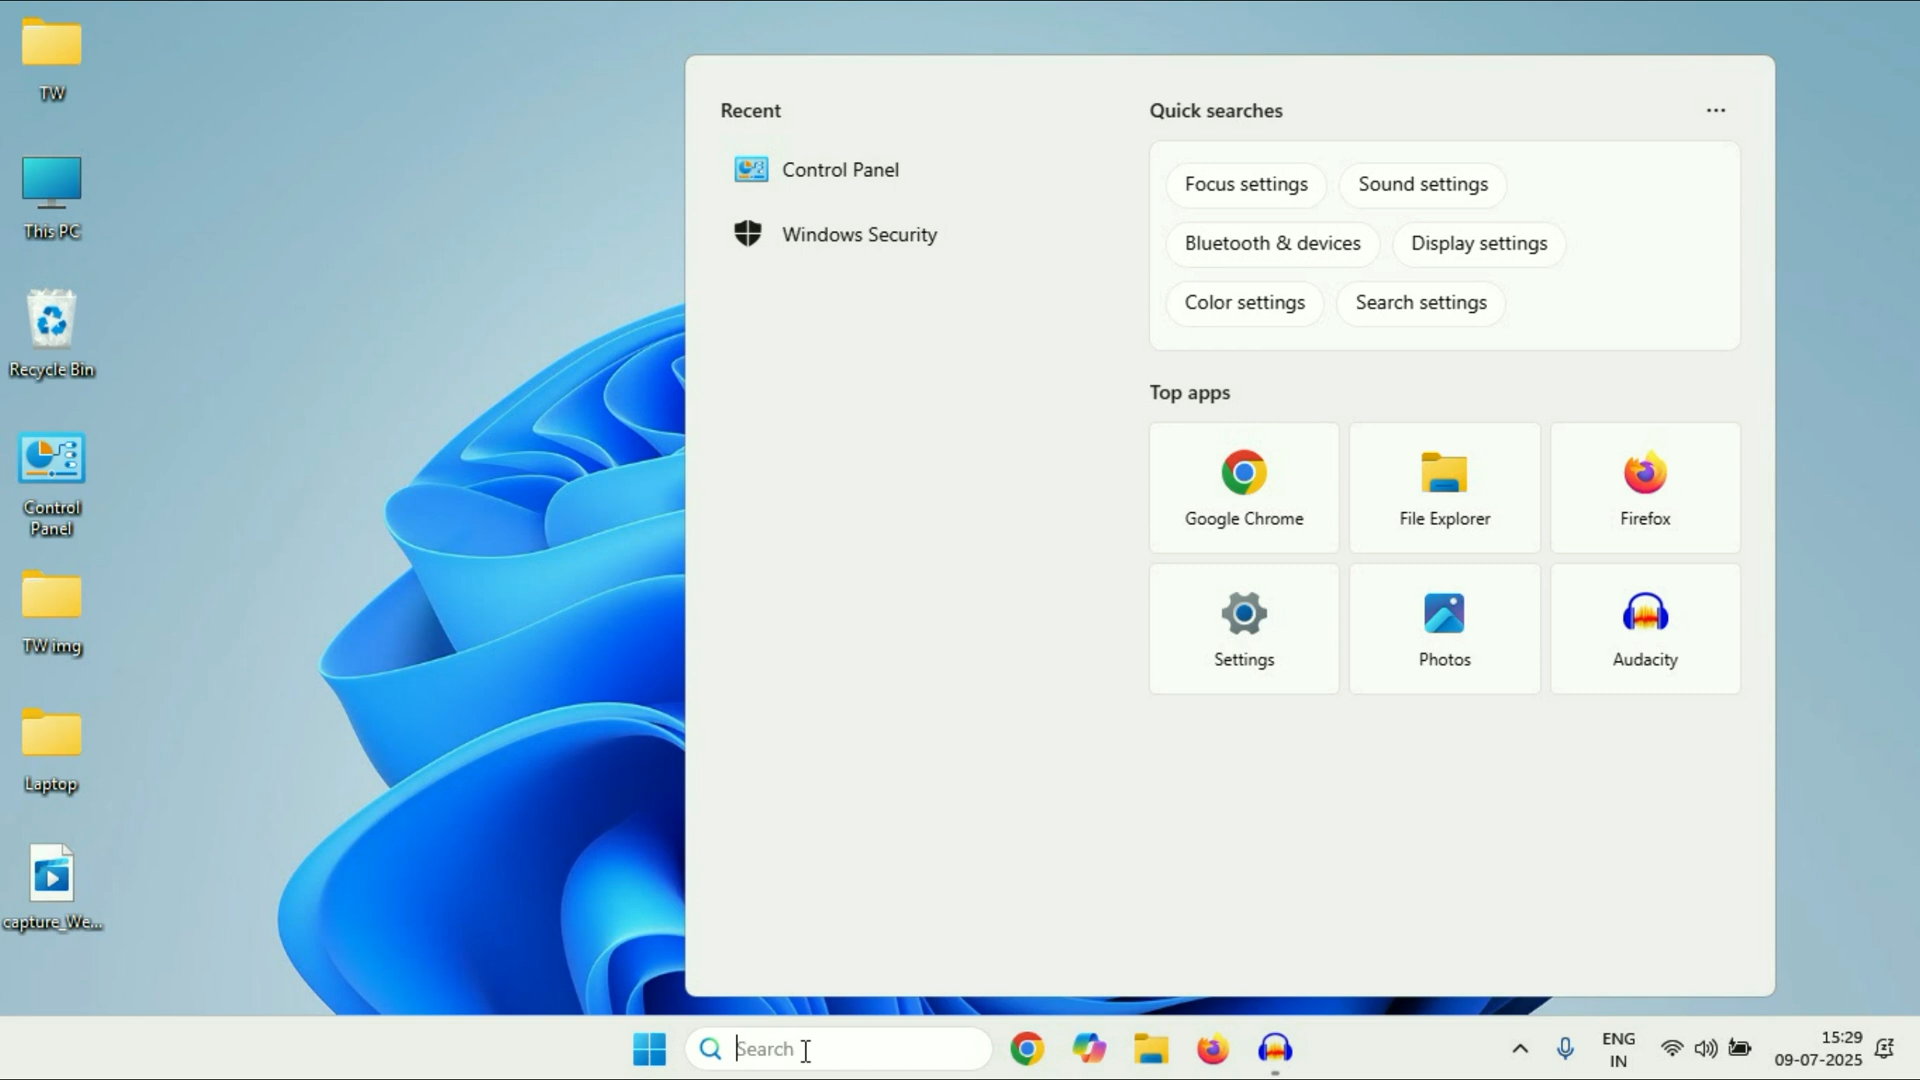 TW
This PC
Recycle Bin
Control
Panel
TW img
Laptop
capture_We...
Recent
Control Panel
Windows Security
Quick searches
Focus settings
Sound settings
Bluetooth & devices
Display settings
Color settings
Search settings
Top apps
Google Chrome
File Explorer
Firefox
Settings
Photos
Audacity
Search
ENG
IN
15:29
09-07-2025